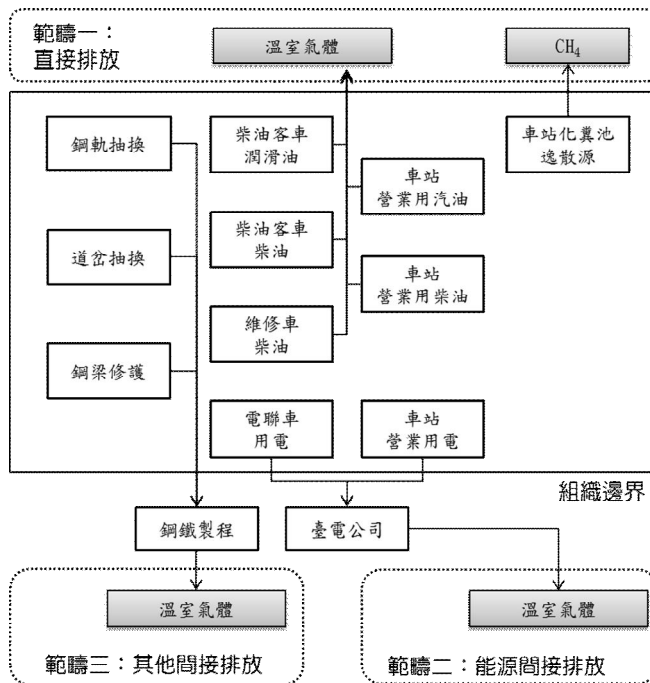 範疇一：
直接排放
溫室氣體
CH₄
鋼軌抽換
柴油客車
潤滑油
車站化糞池
逸散源
車站
營業用汽油
道岔抽換
柴油客車
柴油
車站
營業用柴油
維修車
柴油
鋼梁修護
電聯車
用電
車站
營業用電
組織邊界
鋼鐵製程
臺電公司
溫室氣體
溫室氣體
範疇三：其他間接排放
範疇二：能源間接排放